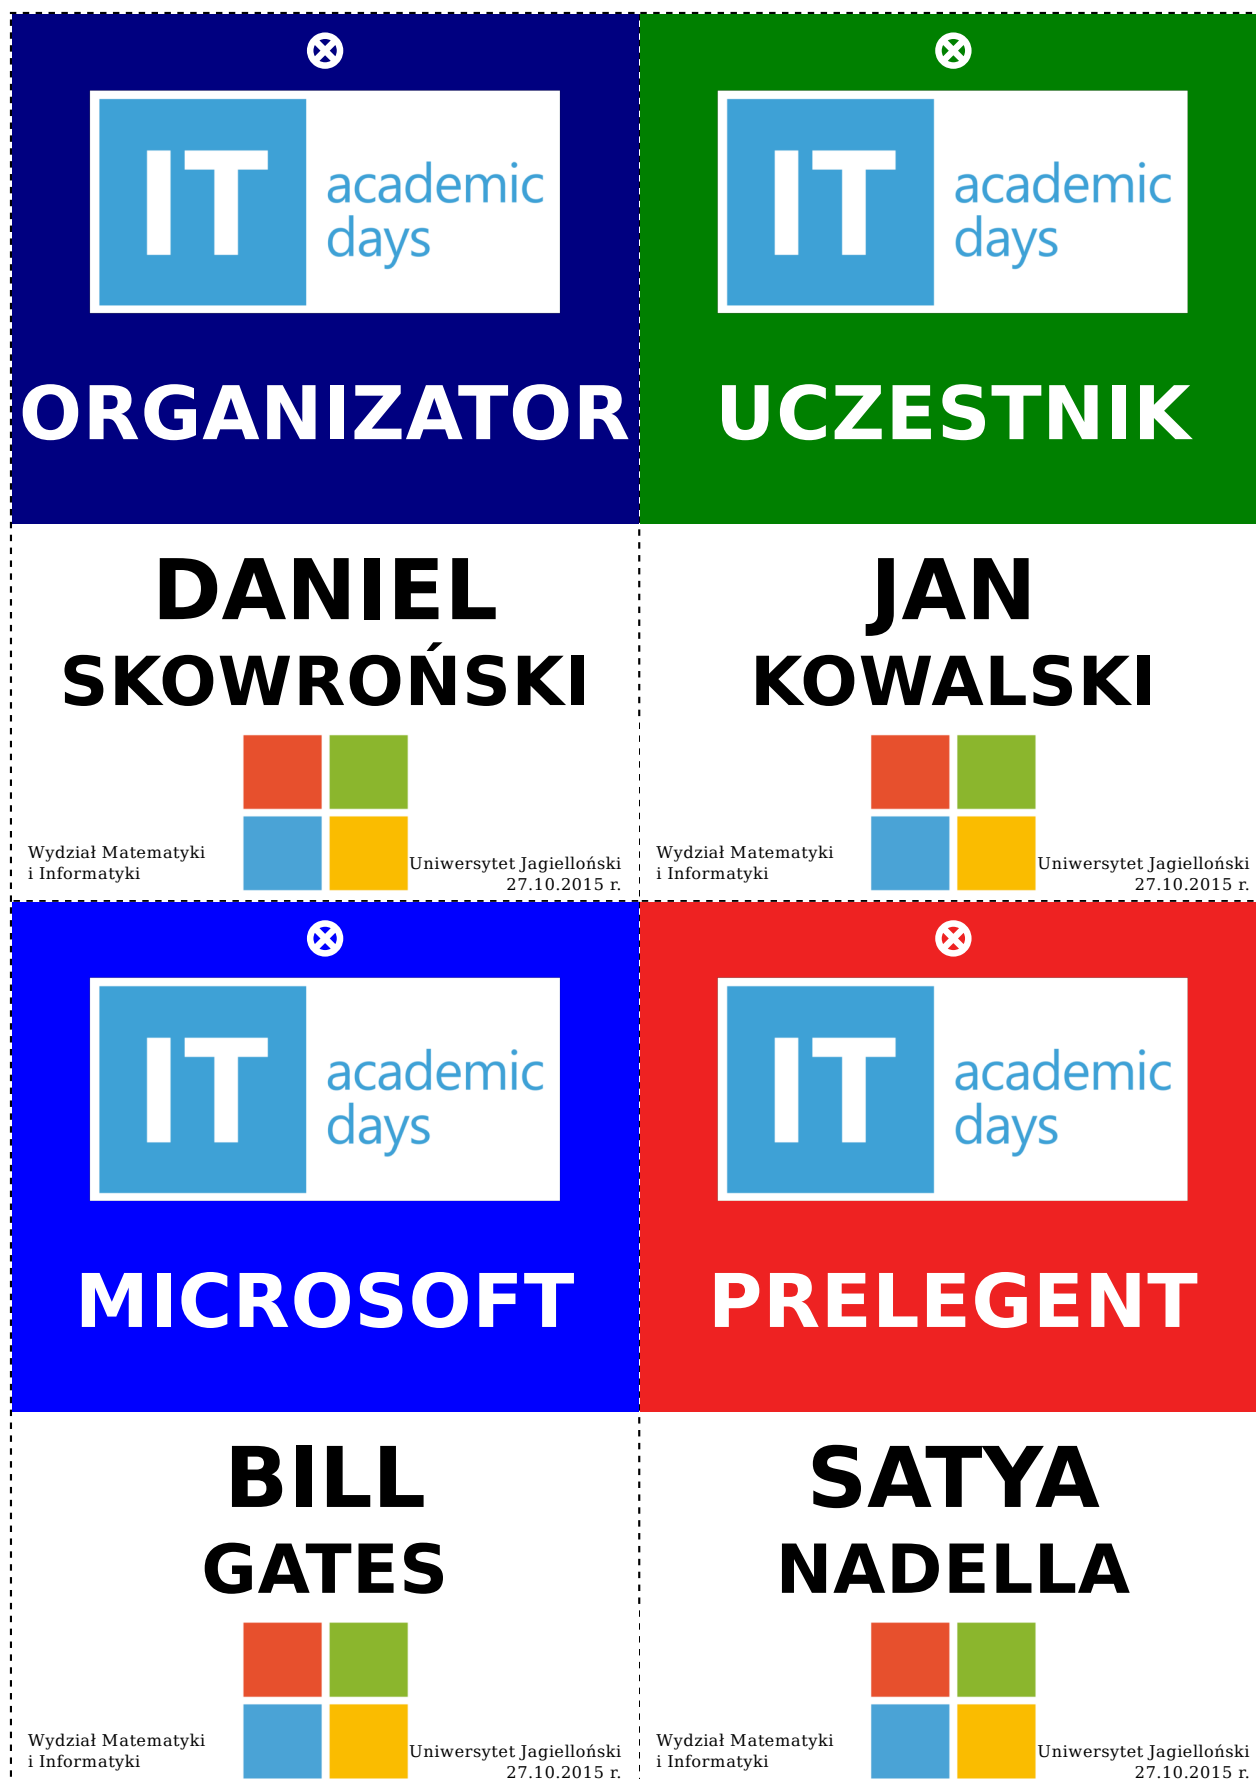 IT
academic
days
ORGANIZATOR
DANIEL
SKOWROŃSKI
Wydział Matematyki
i Informatyki
Uniwersytet Jagielloński
27.10.2015 r.
IT
academic
days
UCZESTNIK
JAN
KOWALSKI
Wydział Matematyki
i Informatyki
Uniwersytet Jagielloński
27.10.2015 r.
IT
academic
days
MICROSOFT
BILL
GATES
Wydział Matematyki
i Informatyki
Uniwersytet Jagielloński
27.10.2015 r.
IT
academic
days
PRELEGENT
SATYA
NADELLA
Wydział Matematyki
i Informatyki
Uniwersytet Jagielloński
27.10.2015 r.